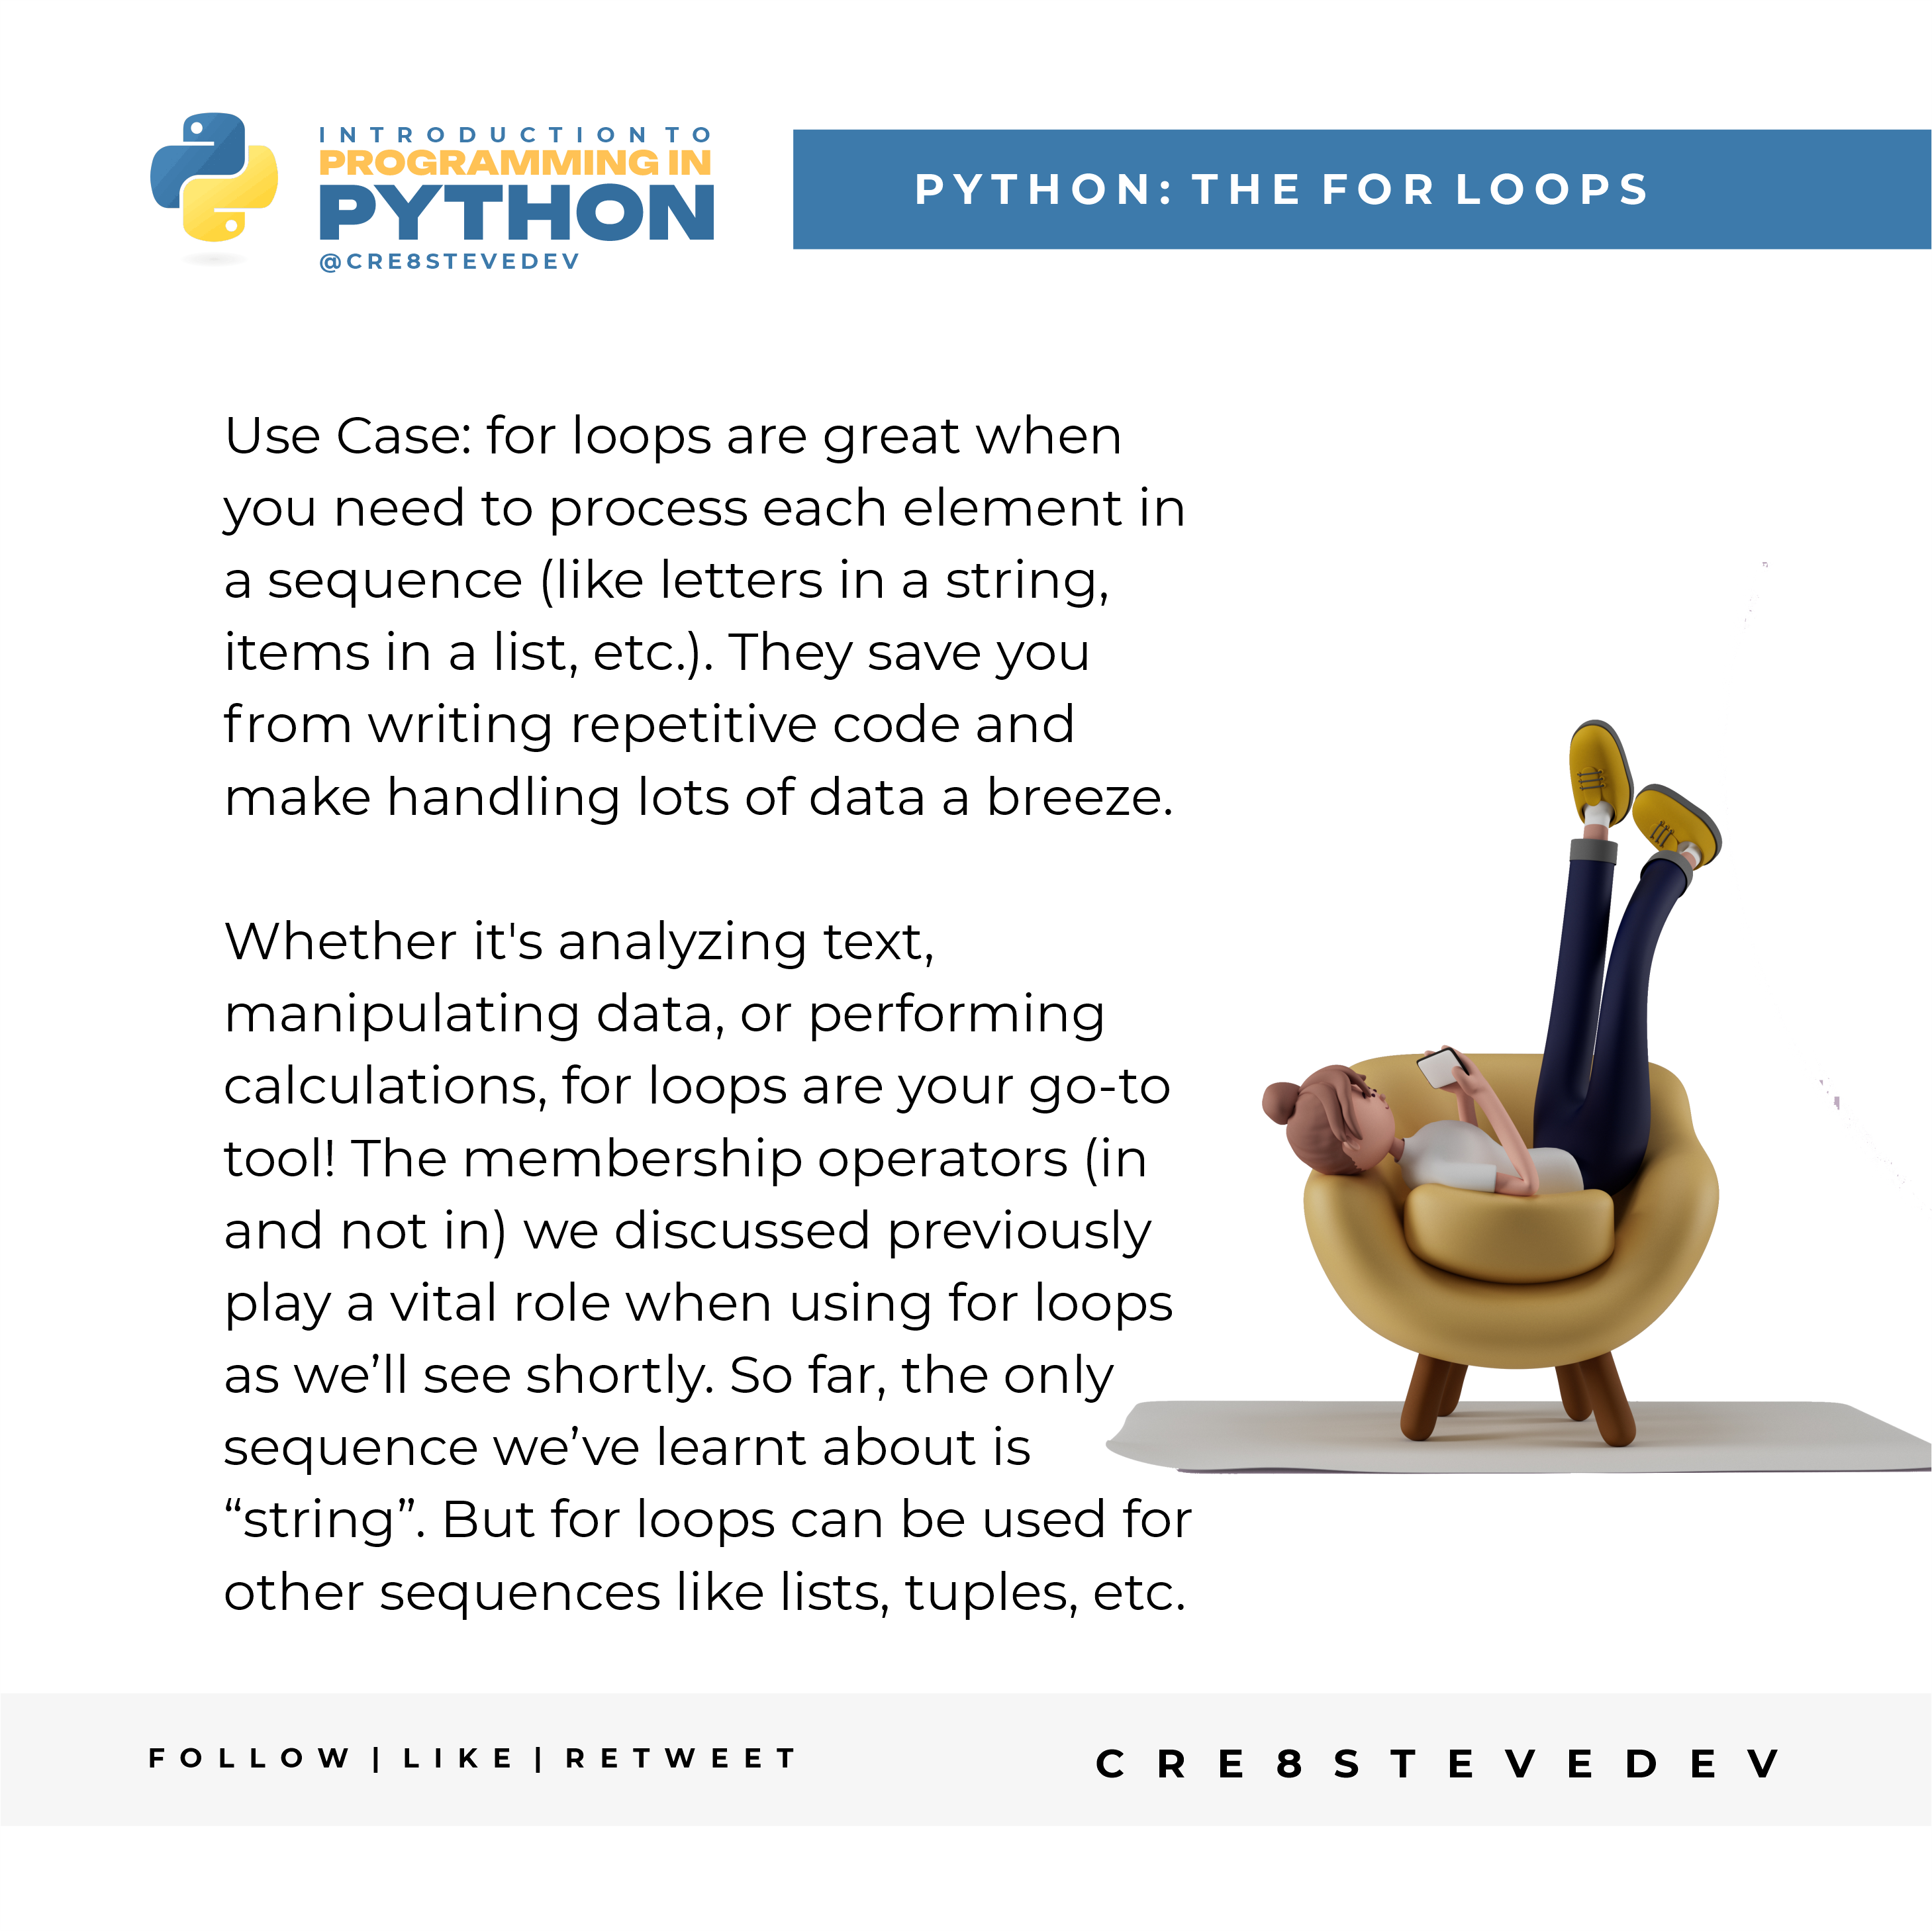 INTRODUCTION TO
PROGRAMMING IN
PYTHON
@CRE8STEVEDEV
PYTHON: THE FOR LOOPS
Use Case: for loops are great when
you need to process each element in
a sequence (like letters in a string,
items in a list, etc.). They save you
from writing repetitive code and
make handling lots of data a breeze.
Whether it's analyzing text,
manipulating data, or performing
calculations, for loops are your go-to
tool! The membership operators (in
and not in) we discussed previously
play a vital role when using for loops
as we’ll see shortly. So far, the only
sequence we’ve learnt about is
“string”. But for loops can be used for
other sequences like lists, tuples, etc.
FOLLOW | LIKE | RETWEET
CRE8STEVEDEV